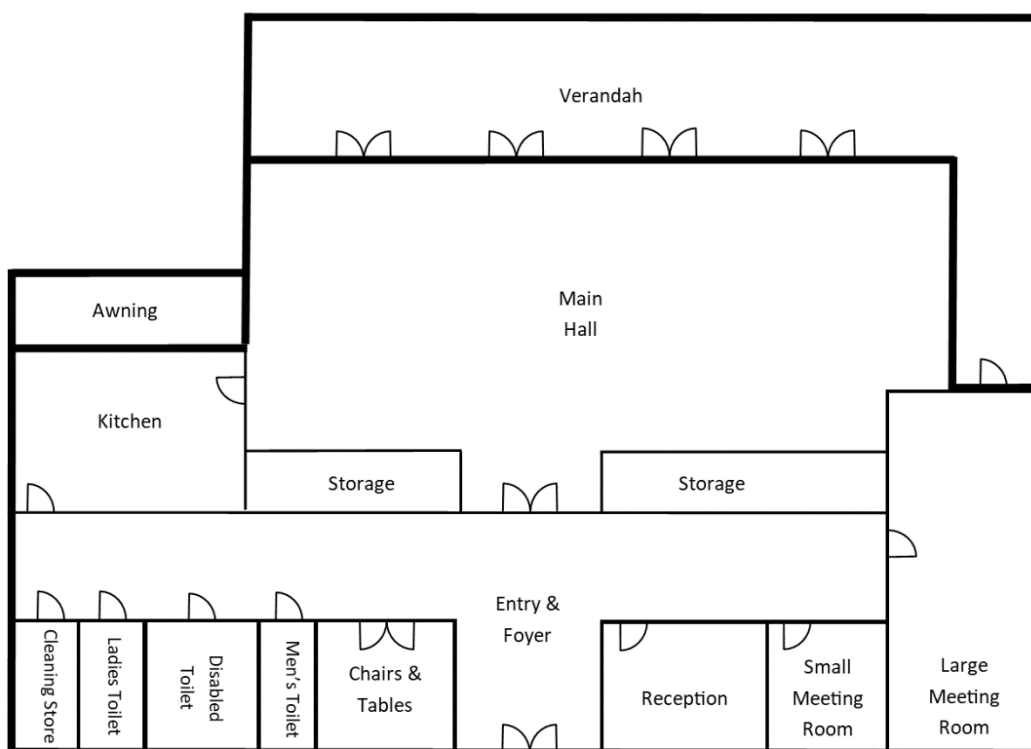 Verandah
Awning
Main
Hall
Kitchen
Storage
Storage
Entry &
Foyer
Cleaning Store
Ladies Toilet
Disabled
Toilet
Men's Toilet
Chairs &
Tables
Reception
Small
Meeting
Room
Large
Meeting
Room